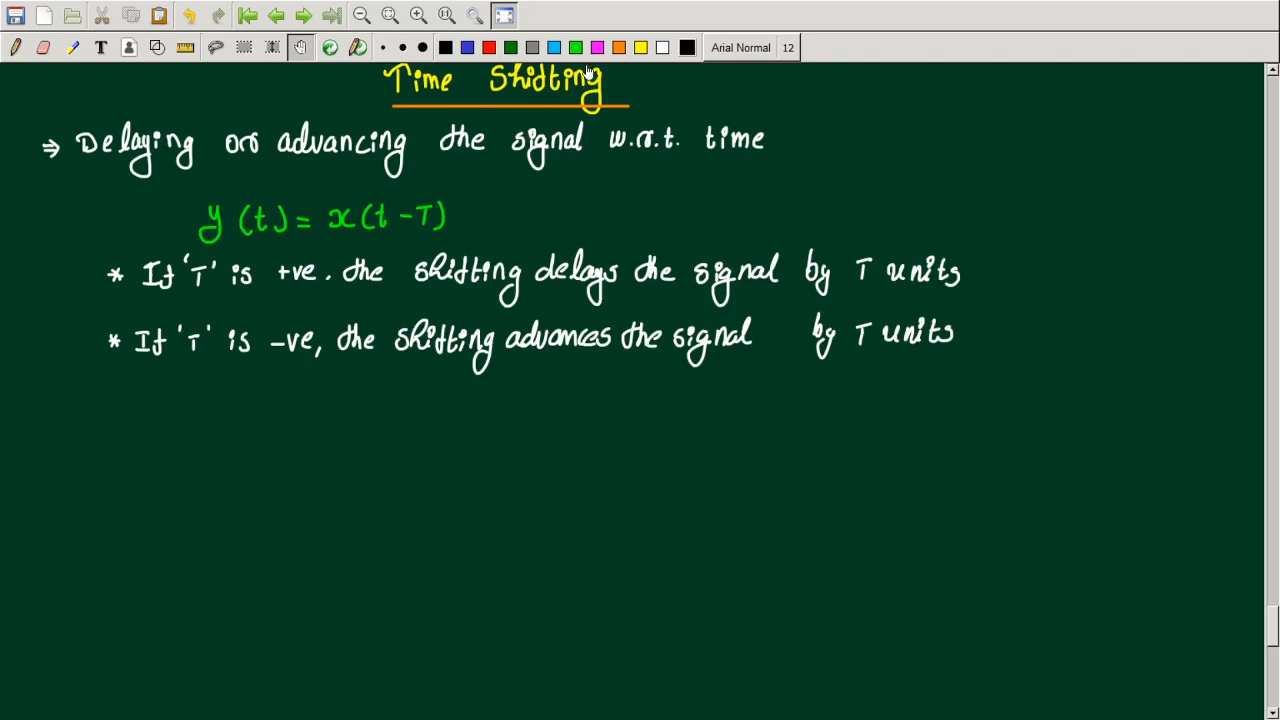 Arial Normal 12
Time Shifting
⇒ Delaying or advancing the signal w.r.t. time
y(t) = x(t - T)
* If 'T' is +ve. the shifting delays the signal by T units
* If 'T' is -ve, the shifting advances the signal by T units